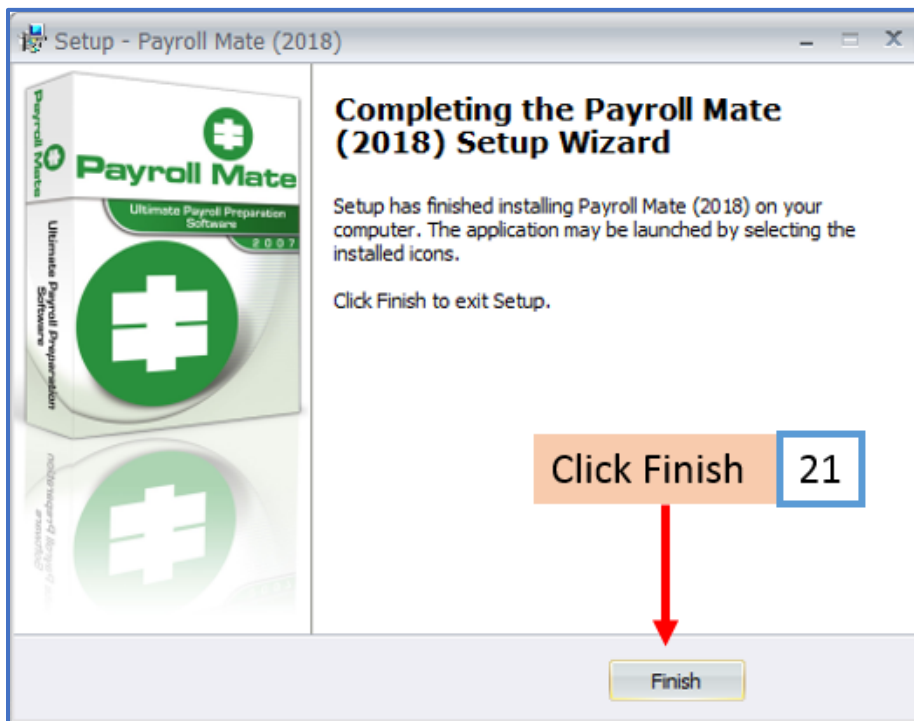 Setup - Payroll Mate (2018)
Payroll Mate
Ultimate Payroll Preparation
Software
Payroll Mate
Ultimate Payroll Preparation
Software
2007
Completing the Payroll Mate
(2018) Setup Wizard
Setup has finished installing Payroll Mate (2018) on your
computer. The application may be launched by selecting the
installed icons.
Click Finish to exit Setup.
Click Finish 21
Finish